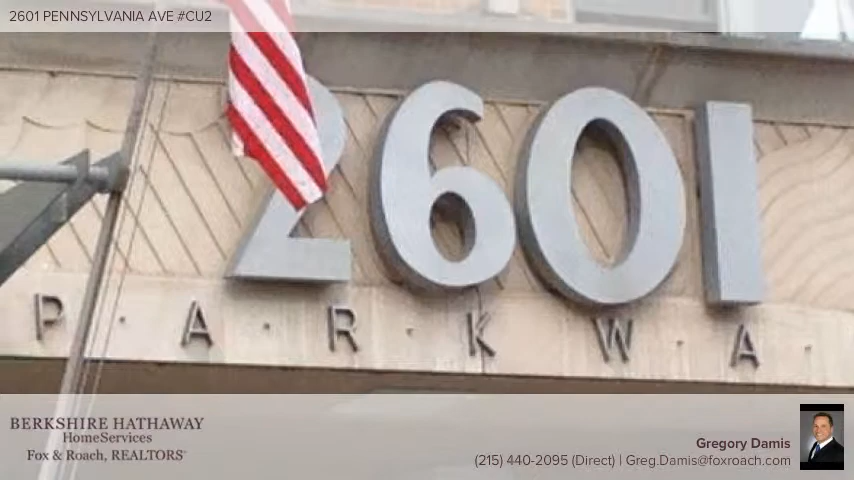 2601 PENNSYLVANIA AVE #CU2
2601
P · A · R · K · W · A ·
BERKSHIRE HATHAWAY
HomeServices
Fox & Roach, REALTORS®
Gregory Damis
(215) 440-2095 (Direct) | Greg.Damis@foxroach.com